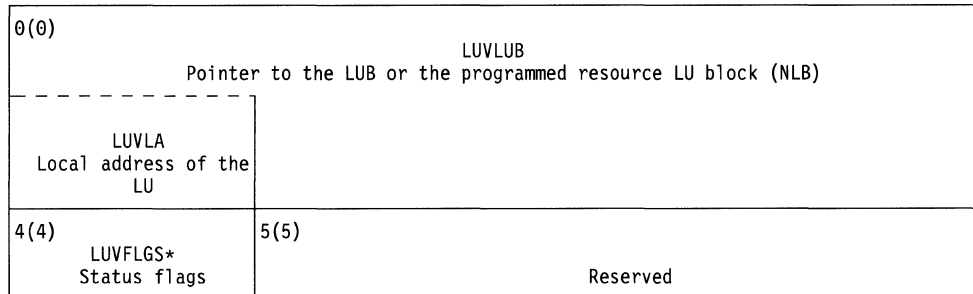 0(0)
LUVLUB
Pointer to the LUB or the programmed resource LU block (NLB)
LUVLA
Local address of the
LU
4(4) 5(5)
LUVFLGS*
Status flags Reserved